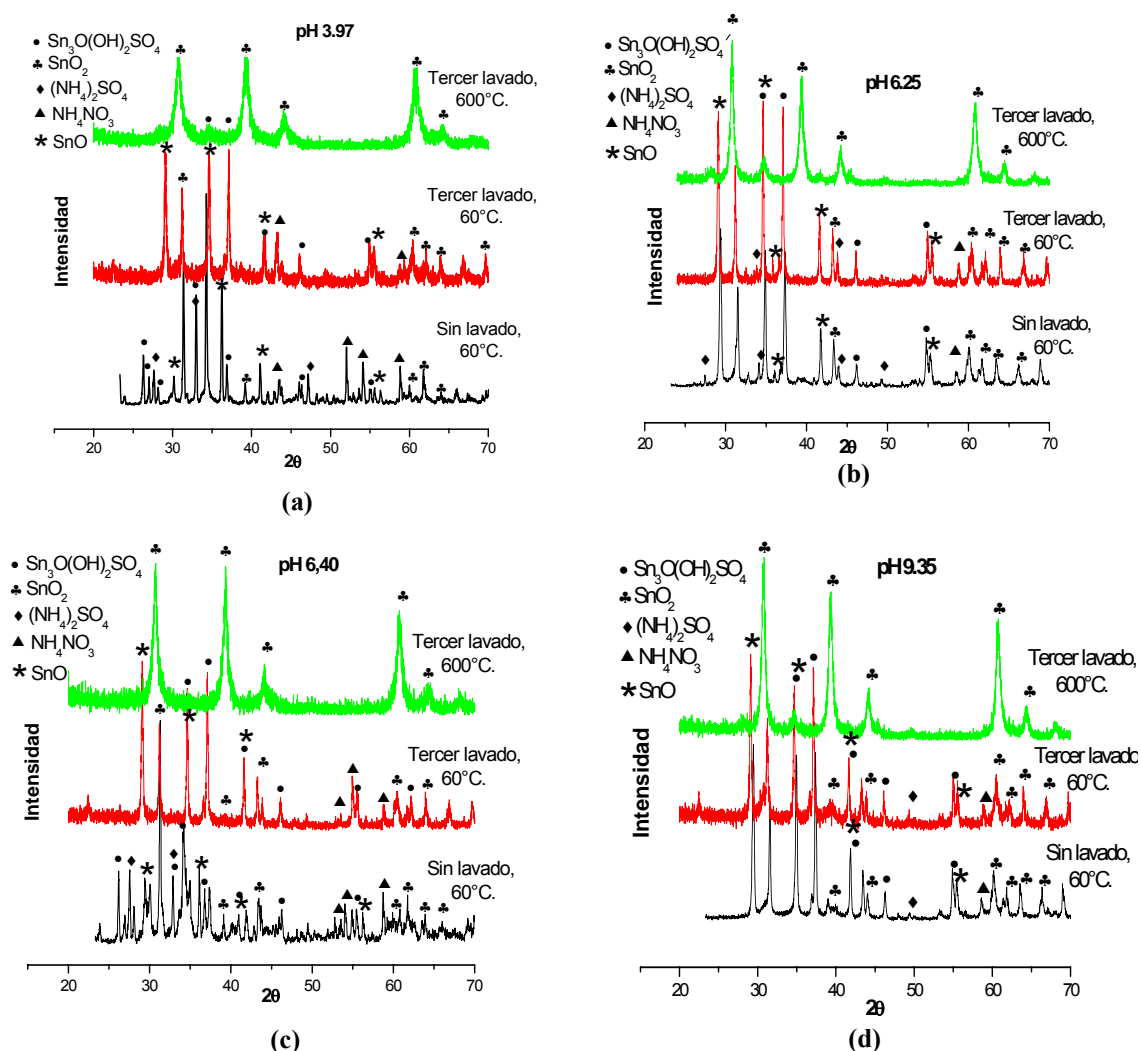 pH 3.97
• Sn3O(OH)2SO4
♣ SnO2
♦ (NH4)2SO4
▲ NH4NO3
* SnO
Tercer lavado,
600°C.
Tercer lavado,
60°C.
Sin lavado,
60°C.
Intensidad
20 30 40 50 60 70
2θ
(a)
pH 6.25
• Sn3O(OH)2SO4
♣ SnO2
♦ (NH4)2SO4
▲ NH4NO3
* SnO
Tercer lavado,
600°C.
Tercer lavado,
60°C.
Sin lavado,
60°C.
Intensidad
20 30 40 50 60 70
2θ
(b)
pH 6,40
• Sn3O(OH)2SO4
♣ SnO2
♦ (NH4)2SO4
▲ NH4NO3
* SnO
Tercer lavado,
600°C.
Tercer lavado,
60°C.
Sin lavado,
60°C.
Intensidad
20 30 40 50 60 70
2θ
(c)
pH 9.35
• Sn3O(OH)2SO4
♣ SnO2
♦ (NH4)2SO4
▲ NH4NO3
* SnO
Tercer lavado,
600°C.
Tercer lavado,
60°C.
Sin lavado,
60°C.
Intensidad
20 30 40 50 60 70
2θ
(d)